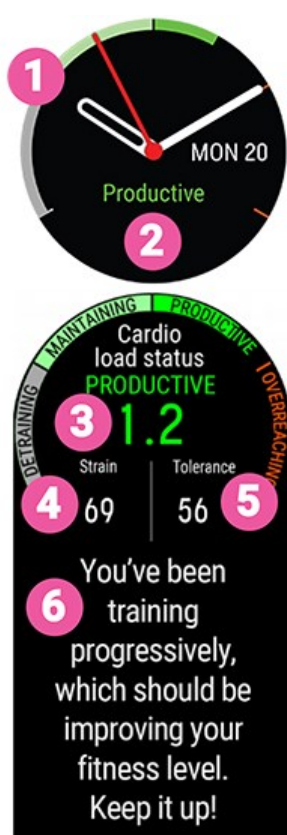 1
MON 20
Productive
2
DETRAINING
MAINTAINING
PRODUCTIVE
OVERREACHING
Cardio
load status
PRODUCTIVE
3
1.2
Strain
Tolerance
4
69
56
5
6
You've been
training
progressively,
which should be
improving your
fitness level.
Keep it up!